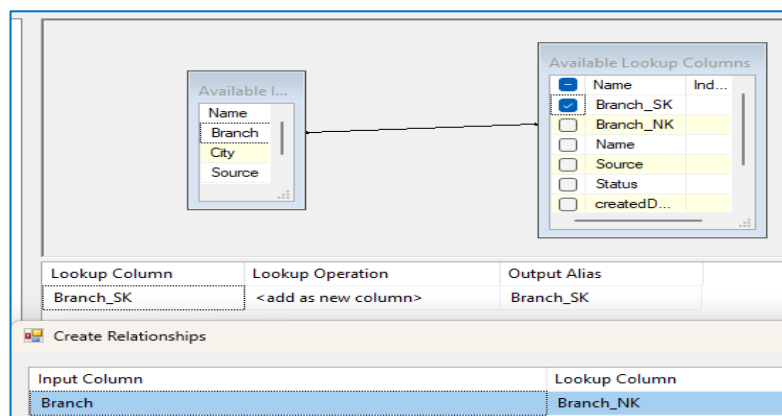 Available I...
Name
Branch
City
Source
Available Lookup Columns
Name Ind...
Branch_SK
Branch_NK
Name
Source
Status
createdD...
Lookup Column Lookup Operation Output Alias
Branch_SK <add as new column> Branch_SK
Create Relationships
Input Column Lookup Column
Branch Branch_NK